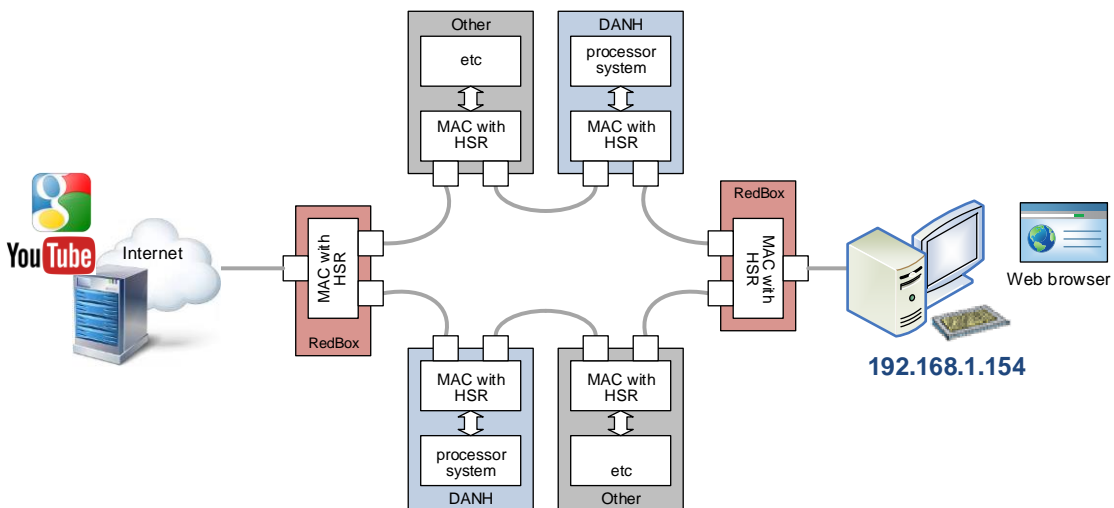 Other
etc
MAC with
HSR
DANH
processor
system
MAC with
HSR
RedBox
MAC with
HSR
Web browser
192.168.1.154
g
YouTube
Internet
MAC with
HSR
RedBox
MAC with
HSR
processor
system
DANH
MAC with
HSR
etc
Other